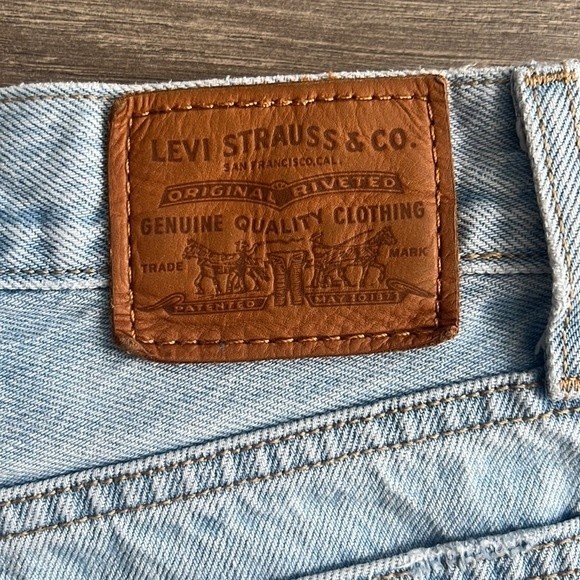 LEVI STRAUSS & CO.
SAN FRANCISCO, CAL.
ORIGINAL RIVETED
GENUINE QUALITY CLOTHING
TRADE MARK
PATENTED MAY 20 1873